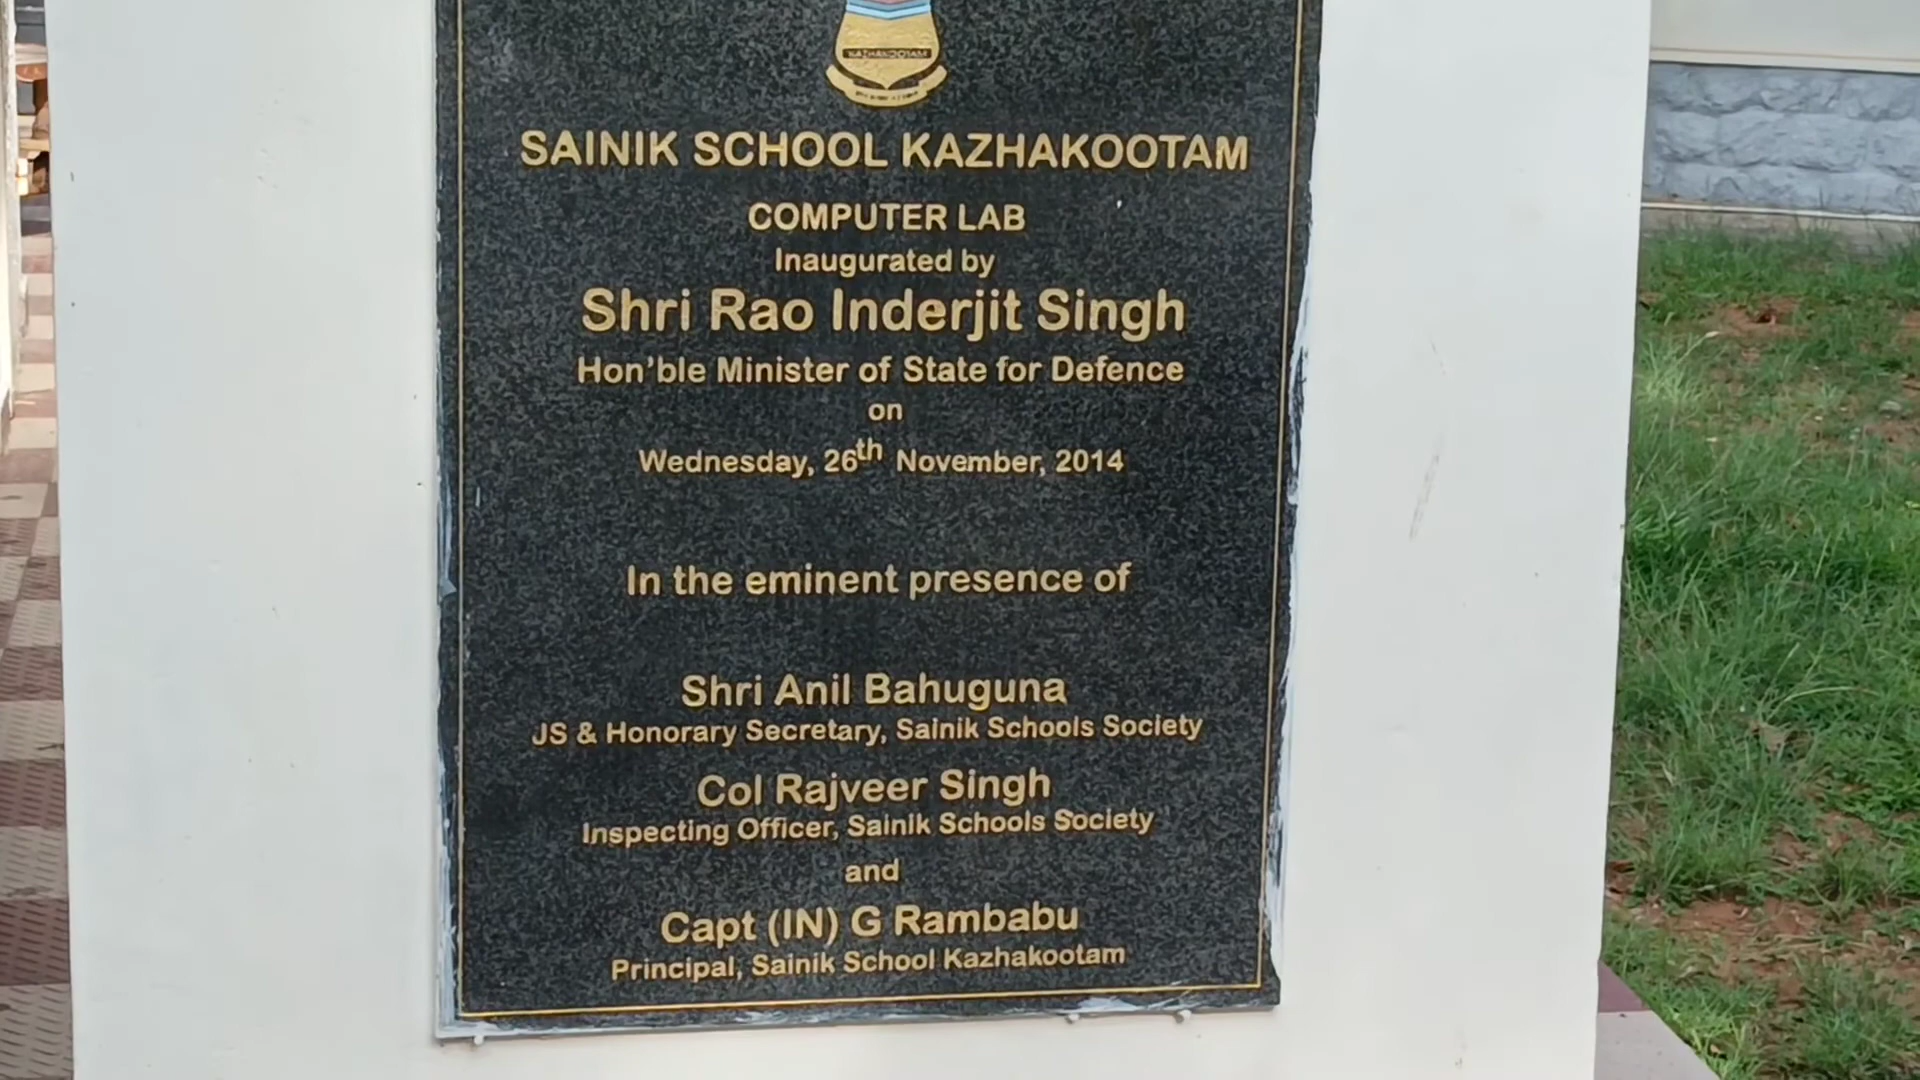 KAZHAKOOTAM
SAINIK SCHOOL KAZHAKOOTAM
COMPUTER LAB
Inaugurated by
Shri Rao Inderjit Singh
Hon'ble Minister of State for Defence
on
Wednesday, 26th November, 2014
In the eminent presence of
Shri Anil Bahuguna
JS & Honorary Secretary, Sainik Schools Society
Col Rajveer Singh
Inspecting Officer, Sainik Schools Society
and
Capt (IN) G Rambabu
Principal, Sainik School Kazhakootam